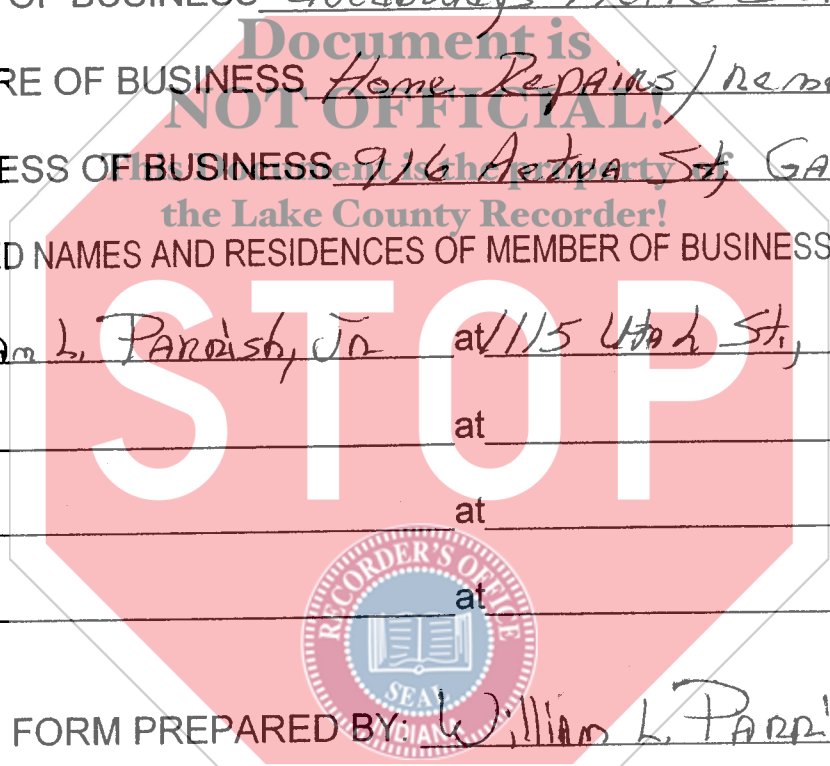 OF BUSINESS
Document is
RE OF BUSINESS Home Repairs/
NOT OFFICIAL!
ESS OF BUSINESS 916 Aetna St, GA
This Document is the property of
the Lake County Recorder!
D NAMES AND RESIDENCES OF MEMBER OF BUSINESS
STOP
L. Parrish, Jr at 1115 Utah St,
at
at
at
RECORDER'S OFFICE
SEAL
INDIANA
FORM PREPARED BY: William L. Parri